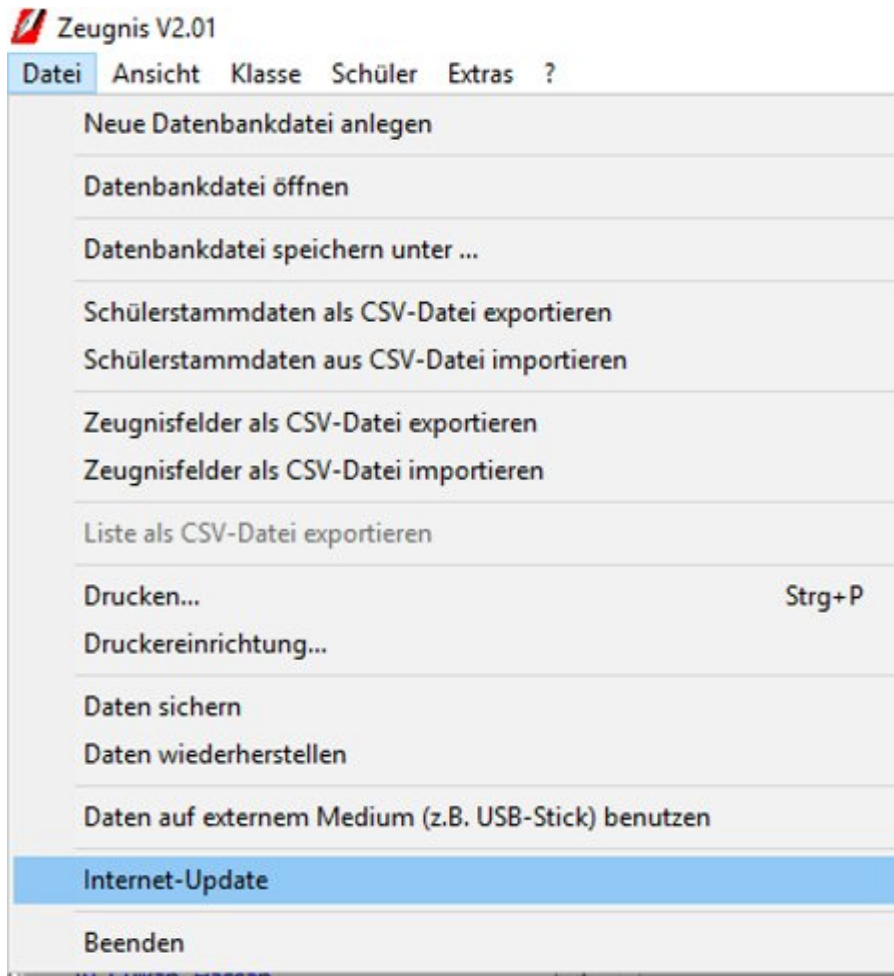 Zeugnis V2.01
Datei Ansicht Klasse Schüler Extras ?
Neue Datenbankdatei anlegen
Datenbankdatei öffnen
Datenbankdatei speichern unter ...
Schülerstammdaten als CSV-Datei exportieren
Schülerstammdaten aus CSV-Datei importieren
Zeugnisfelder als CSV-Datei exportieren
Zeugnisfelder als CSV-Datei importieren
Liste als CSV-Datei exportieren
Drucken... Strg+P
Druckereinrichtung...
Daten sichern
Daten wiederherstellen
Daten auf externem Medium (z.B. USB-Stick) benutzen
Internet-Update
Beenden